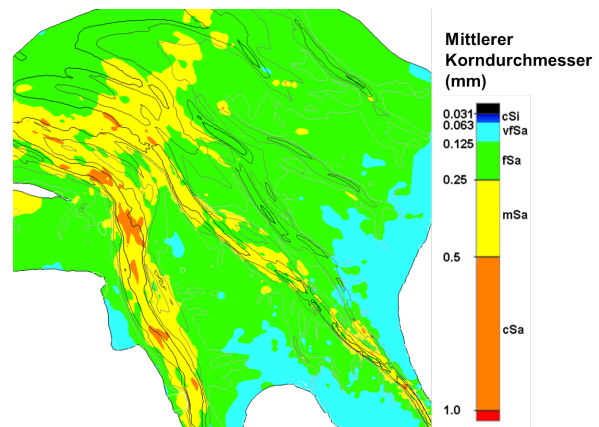 Mittlerer
Korndurchmesser
(mm)
0.031
cSi
0.063
vfSa
0.125
fSa
0.25
mSa
0.5
cSa
1.0